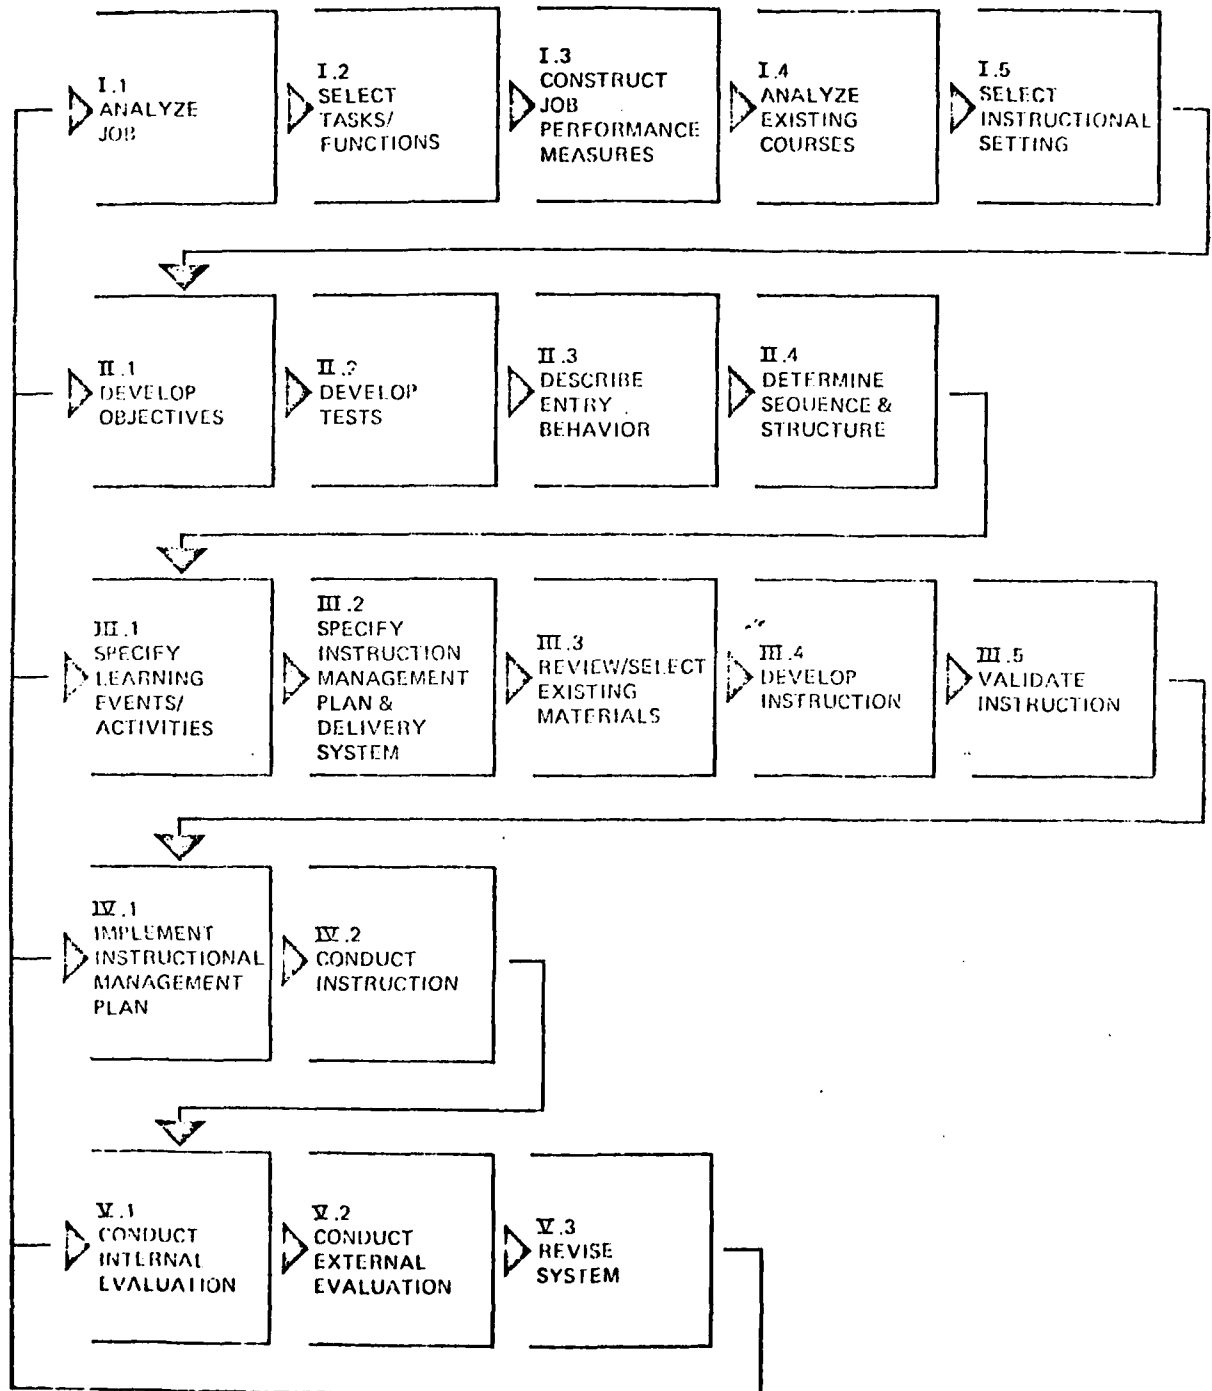 I.1
ANALYZE
JOB
I.2
SELECT
TASKS/
FUNCTIONS
I.3
CONSTRUCT
JOB
PERFORMANCE
MEASURES
I.4
ANALYZE
EXISTING
COURSES
I.5
SELECT
INSTRUCTIONAL
SETTING
II.1
DEVELOP
OBJECTIVES
II.2
DEVELOP
TESTS
II.3
DESCRIBE
ENTRY
BEHAVIOR
II.4
DETERMINE
SEQUENCE &
STRUCTURE
III.1
SPECIFY
LEARNING
EVENTS/
ACTIVITIES
III.2
SPECIFY
INSTRUCTION
MANAGEMENT
PLAN &
DELIVERY
SYSTEM
III.3
REVIEW/SELECT
EXISTING
MATERIALS
III.4
DEVELOP
INSTRUCTION
III.5
VALIDATE
INSTRUCTION
IV.1
IMPLEMENT
INSTRUCTIONAL
MANAGEMENT
PLAN
IV.2
CONDUCT
INSTRUCTION
V.1
CONDUCT
INTERNAL
EVALUATION
V.2
CONDUCT
EXTERNAL
EVALUATION
V.3
REVISE
SYSTEM